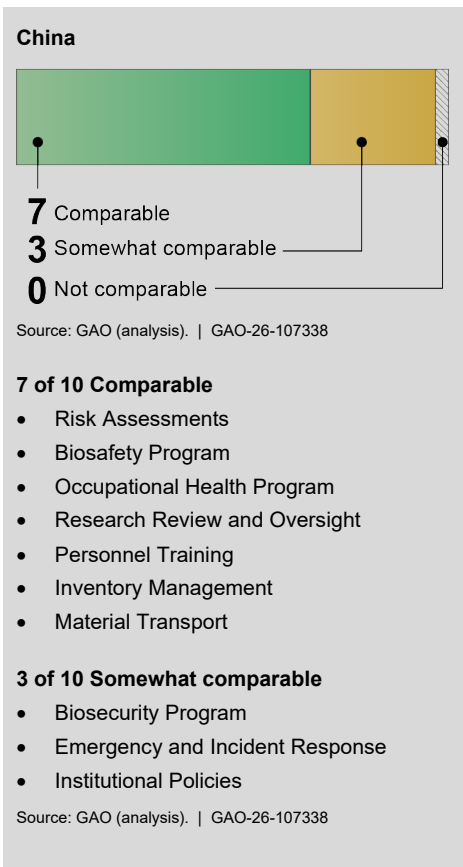 China
7 Comparable
3 Somewhat comparable
0 Not comparable
Source: GAO (analysis). | GAO-26-107338
7 of 10 Comparable
• Risk Assessments
• Biosafety Program
• Occupational Health Program
• Research Review and Oversight
• Personnel Training
• Inventory Management
• Material Transport
3 of 10 Somewhat comparable
• Biosecurity Program
• Emergency and Incident Response
• Institutional Policies
Source: GAO (analysis). | GAO-26-107338